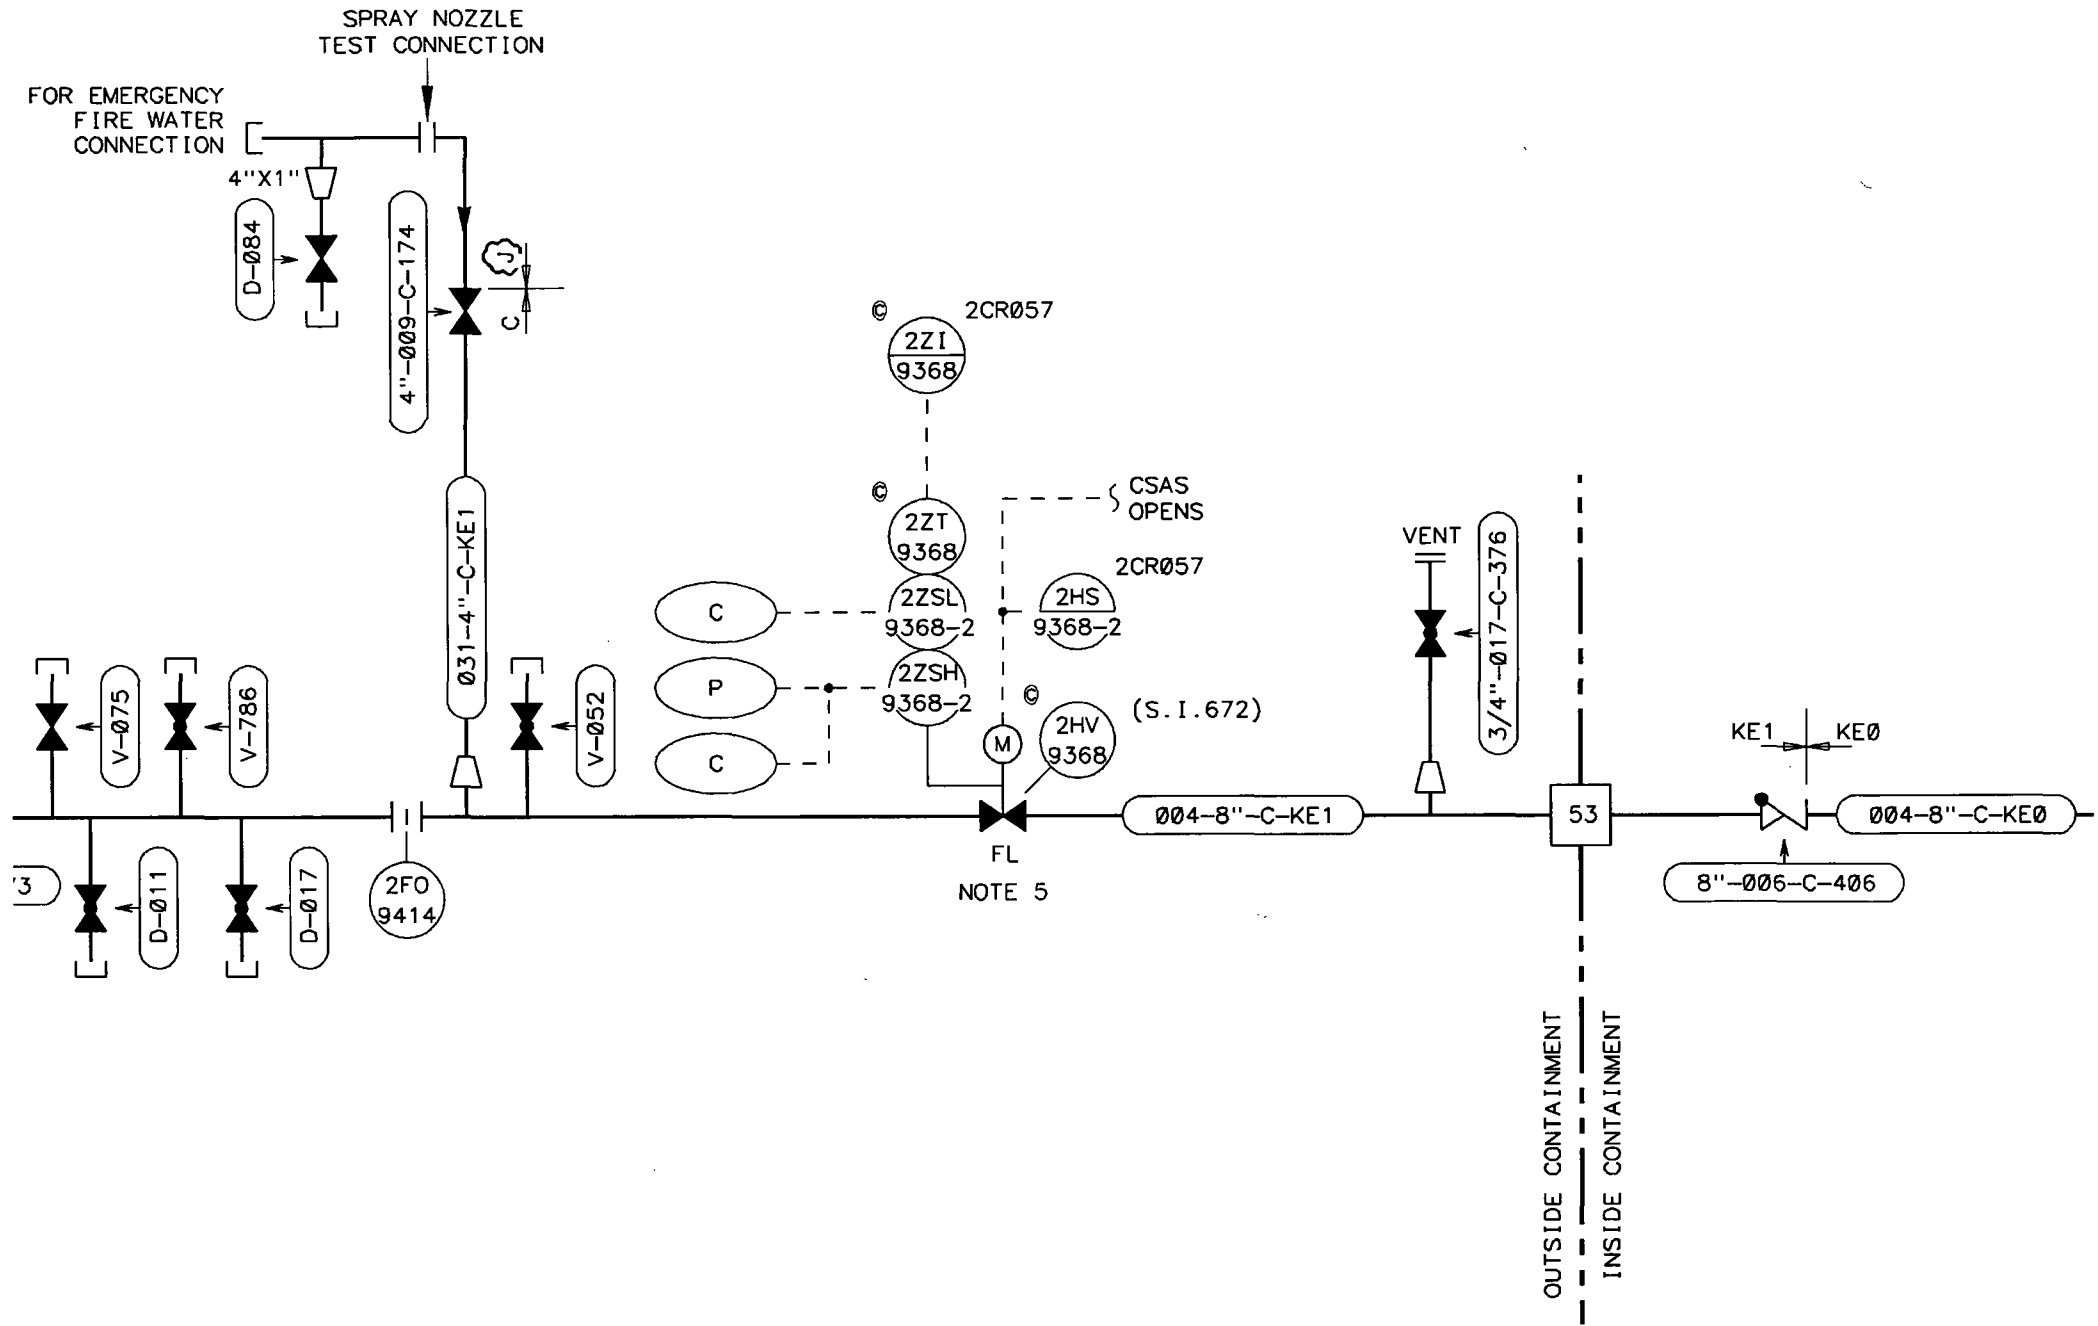 SPRAY NOZZLE
TEST CONNECTION
FOR EMERGENCY
FIRE WATER
CONNECTION
4"X1"
D-Ø84
4"-ØØ9-C-174
J
C
Ø31-4"-C-KE1
© 2CRØ57
2ZI
9368
©
2ZT
9368
CSAS
OPENS
2CRØ57
C
2ZSL
9368-2
2HS
9368-2
P
2ZSH
9368-2
C
©
M
2HV
9368
(S.I.672)
VENT
3/4"-Ø17-C-376
V-Ø75
V-786
V-Ø52
KE1
KEØ
ØØ4-8"-C-KE1
53
ØØ4-8"-C-KEØ
FL
NOTE 5
8"-ØØ6-C-4Ø6
'3
D-Ø11
D-Ø17
2FO
9414
OUTSIDE CONTAINMENT
INSIDE CONTAINMENT